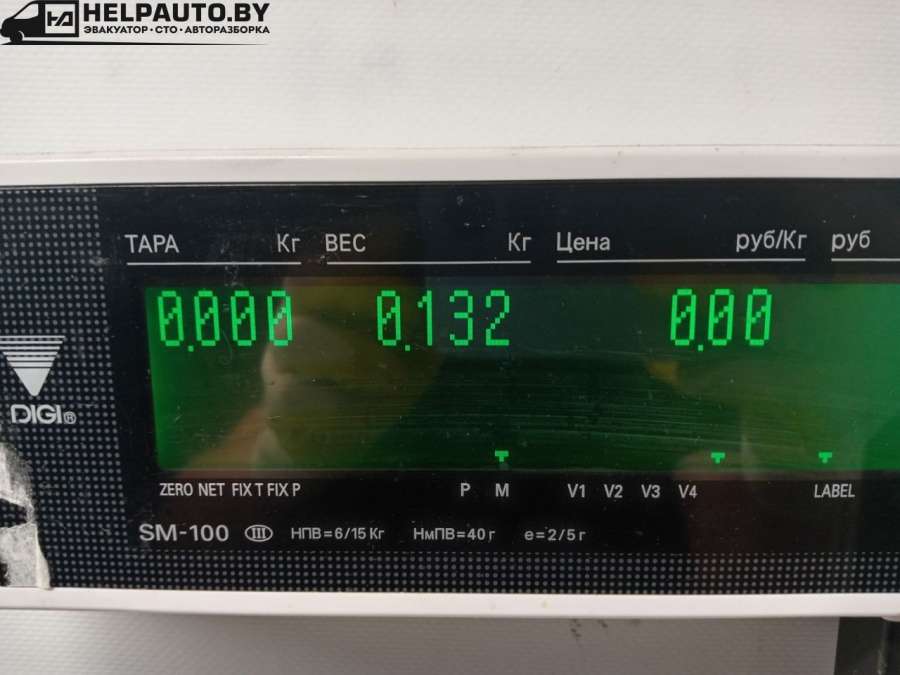 HELPAUTO.BY
ЭВАКУАТОР • СТО • АВТОРАЗБОРКА
ТАРА Кг ВЕС Кг Цена руб/Кг руб
0.000 0.132 0.00
DIGI®
ZERO NET FIX T FIX P P M V1 V2 V3 V4 LABEL
SM-100 III НПВ=6/15 Кг НмПВ=40 г е=2/5 г